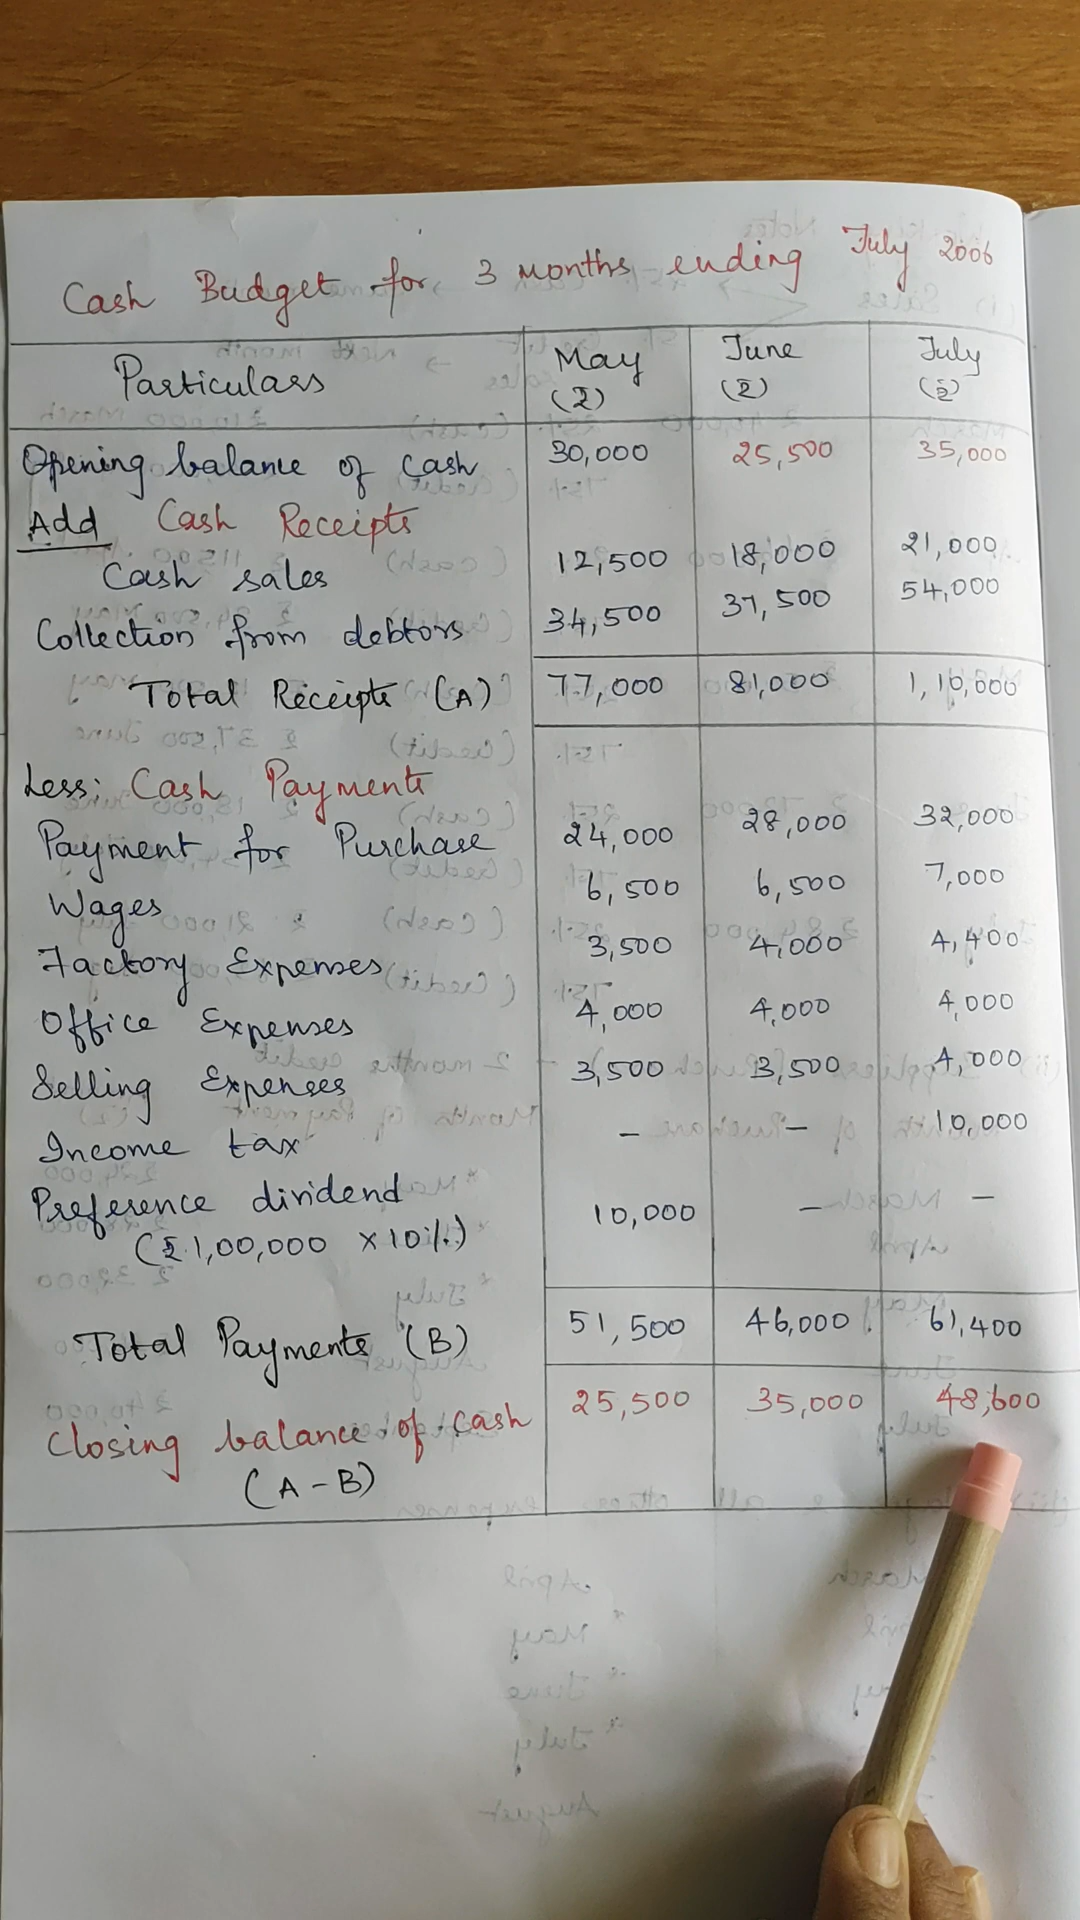 Cash Budget for 3 months ending July 2006
Particulars May (₹) June (₹) July (₹)
Opening balance of cash 30,000 25,500 35,000
Add Cash Receipts
Cash sales 12,500 18,000 21,000
Collection from debtors 34,500 37,500 54,000
Total Receipts (A) 77,000 81,000 1,10,000
Less: Cash Payments
Payment for Purchase 24,000 28,000 32,000
Wages 6,500 6,500 7,000
Factory Expenses 3,500 4,000 4,400
Office Expenses 4,000 4,000 4,000
Selling Expenses 3,500 3,500 4,000
Income tax – – 10,000
Preference dividend
(₹ 1,00,000 x 10%) 10,000 – –
Total Payments (B) 51,500 46,000 61,400
Closing balance of cash 25,500 35,000 48,600
(A-B)